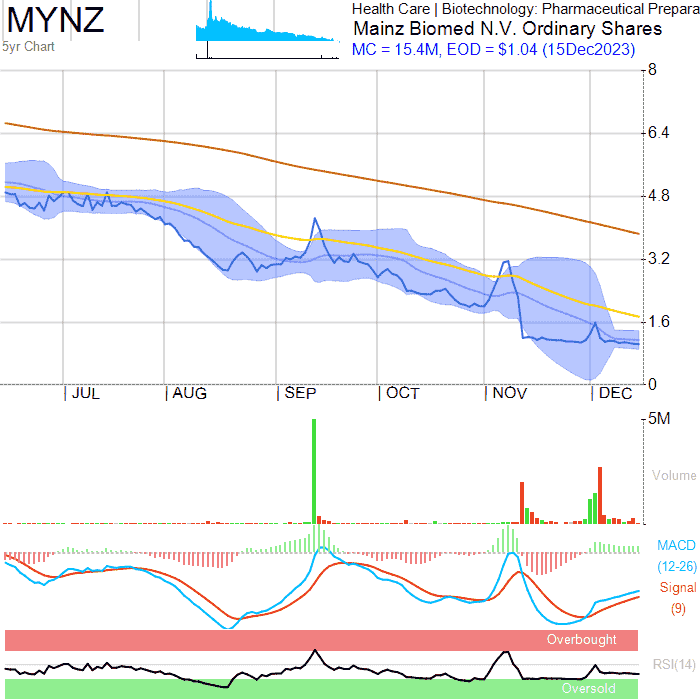 MYNZ
5yr Chart
Health Care | Biotechnology: Pharmaceutical Prepara
Mainz Biomed N.V. Ordinary Shares
MC = 15.4M, EOD = $1.04 (15Dec2023)
8
6.4
4.8
3.2
1.6
0
JUL
AUG
SEP
OCT
NOV
DEC
5M
Volume
MACD
(12-26)
Signal
(9)
Overbought
RSI(14)
Oversold